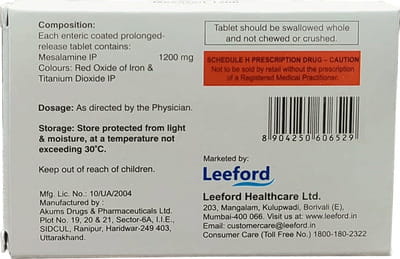 Composition:
Each enteric coated prolonged-
release tablet contains:
Mesalamine IP 1200 mg
Colours: Red Oxide of Iron &
Titanium Dioxide IP
Dosage: As directed by the Physician.
Storage: Store protected from light
& moisture, at a temperature not
exceeding 30°C.
Keep out of reach of children.
Mfg. Lic. No.: 10/UA/2004
Manufactured by :
Akums Drugs & Pharmaceuticals Ltd.
Plot No. 19, 20 & 21, Sector-6A, I.I.E.,
SIDCUL, Ranipur, Haridwar-249 403,
Uttarakhand.
Tablet should be swallowed whole
and not chewed or crushed.
SCHEDULE H PRESCRIPTION DRUG – CAUTION
Not to be sold by retail without the prescription
of a Registered Medical Practitioner.
8 904250 606529
Marketed by:
Leeford
Leeford Healthcare Ltd.
203, Mangalam, Kulupwadi, Borivali (E),
Mumbai-400 066. Visit us: www.leeford.in
Email: customercare@leeford.in
Consumer Care (Toll Free No.) 1800-180-2322